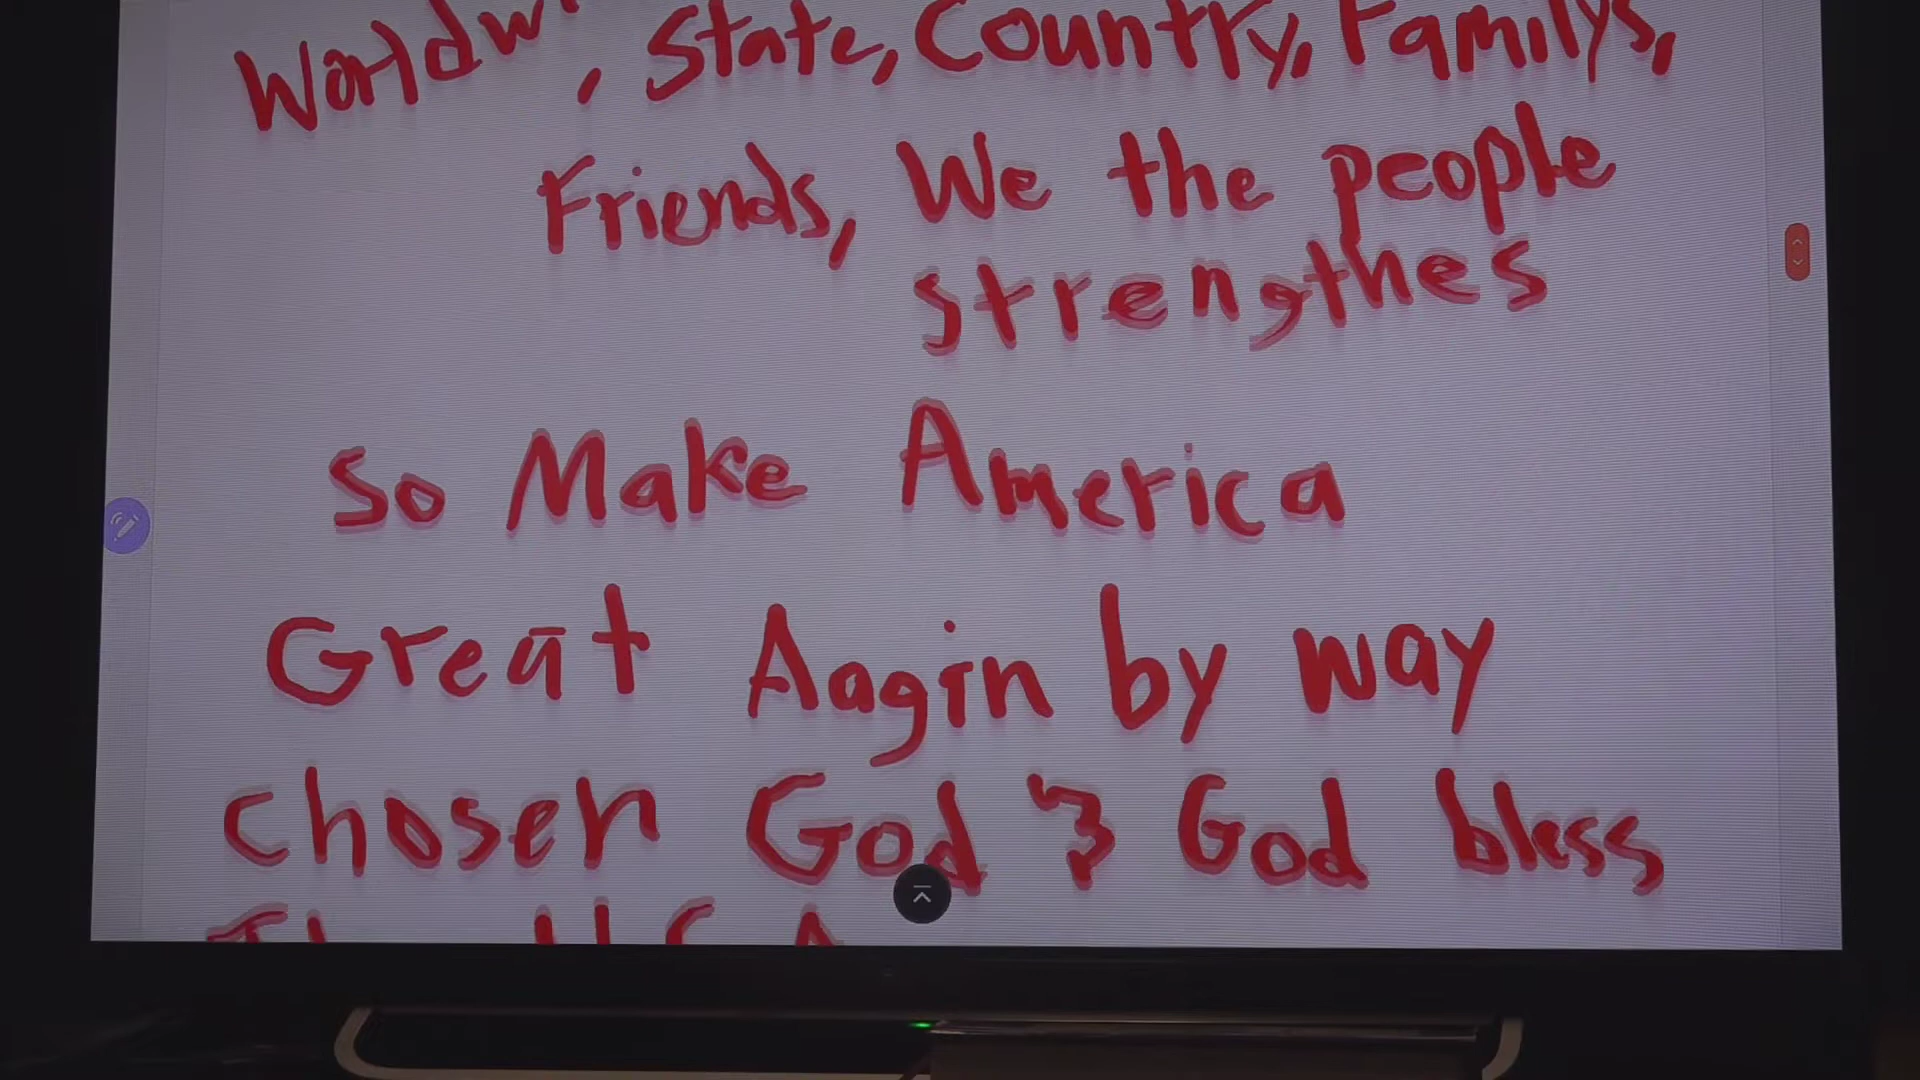 State, Country, Familys,
Friends, We the people
strengthes
So Make America
Great Aagin by way
chosen God & God bless